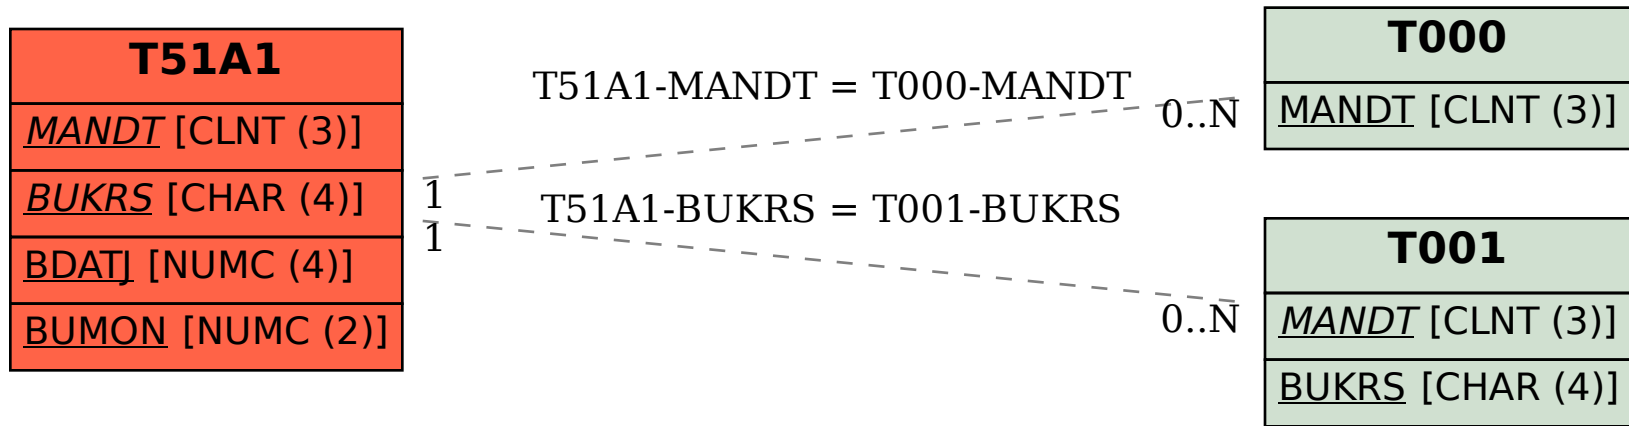 T51A1
MANDT [CLNT (3)]
BUKRS [CHAR (4)]
BDATJ [NUMC (4)]
BUMON [NUMC (2)]
T51A1-MANDT = T000-MANDT
0..N
1
T51A1-BUKRS = T001-BUKRS
1
0..N
T000
MANDT [CLNT (3)]
T001
MANDT [CLNT (3)]
BUKRS [CHAR (4)]